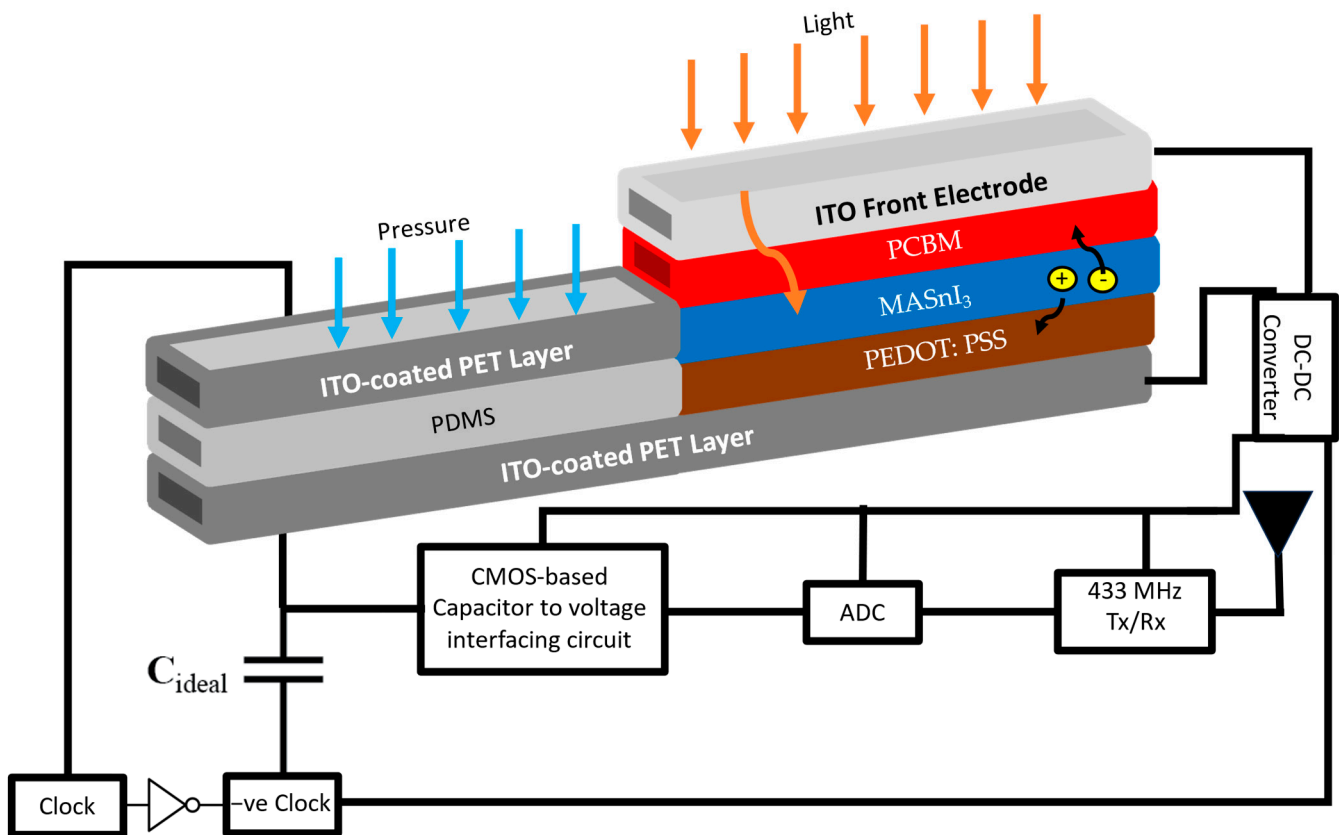 Light
ITO Front Electrode
Pressure
PCBM
MASnI₃
+
-
ITO-coated PET Layer
PEDOT: PSS
PDMS
ITO-coated PET Layer
DC-DC
Converter
CMOS-based
Capacitor to voltage
interfacing circuit
ADC
433 MHz
Tx/Rx
C_ideal
Clock
–ve Clock